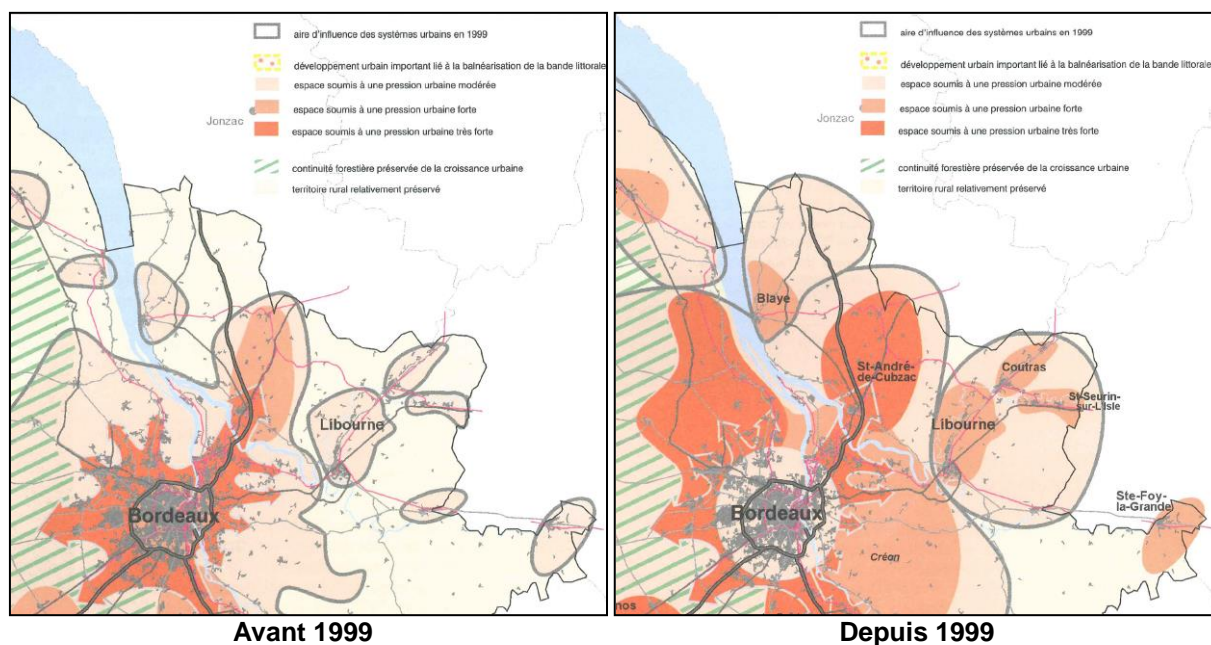 aire d'influence des systèmes urbains en 1999
développement urbain important lié à la balnéarisation de la bande littorale
espace soumis à une pression urbaine modérée
espace soumis à une pression urbaine forte
Jonzac
espace soumis à une pression urbaine très forte
continuité forestière préservée de la croissance urbaine
territoire rural relativement préservé
Libourne
Bordeaux
Avant 1999
aire d'influence des systèmes urbains en 1999
développement urbain important lié à la balnéarisation de la bande littorale
espace soumis à une pression urbaine modérée
espace soumis à une pression urbaine forte
Jonzac
espace soumis à une pression urbaine très forte
continuité forestière préservée de la croissance urbaine
territoire rural relativement préservé
Blaye
St-André-
de-Cubzac
Coutras
St-Seurin-
sur-L'Isle
Libourne
Ste-Foy-
la-Grande
Bordeaux
Créon
nos
Depuis 1999